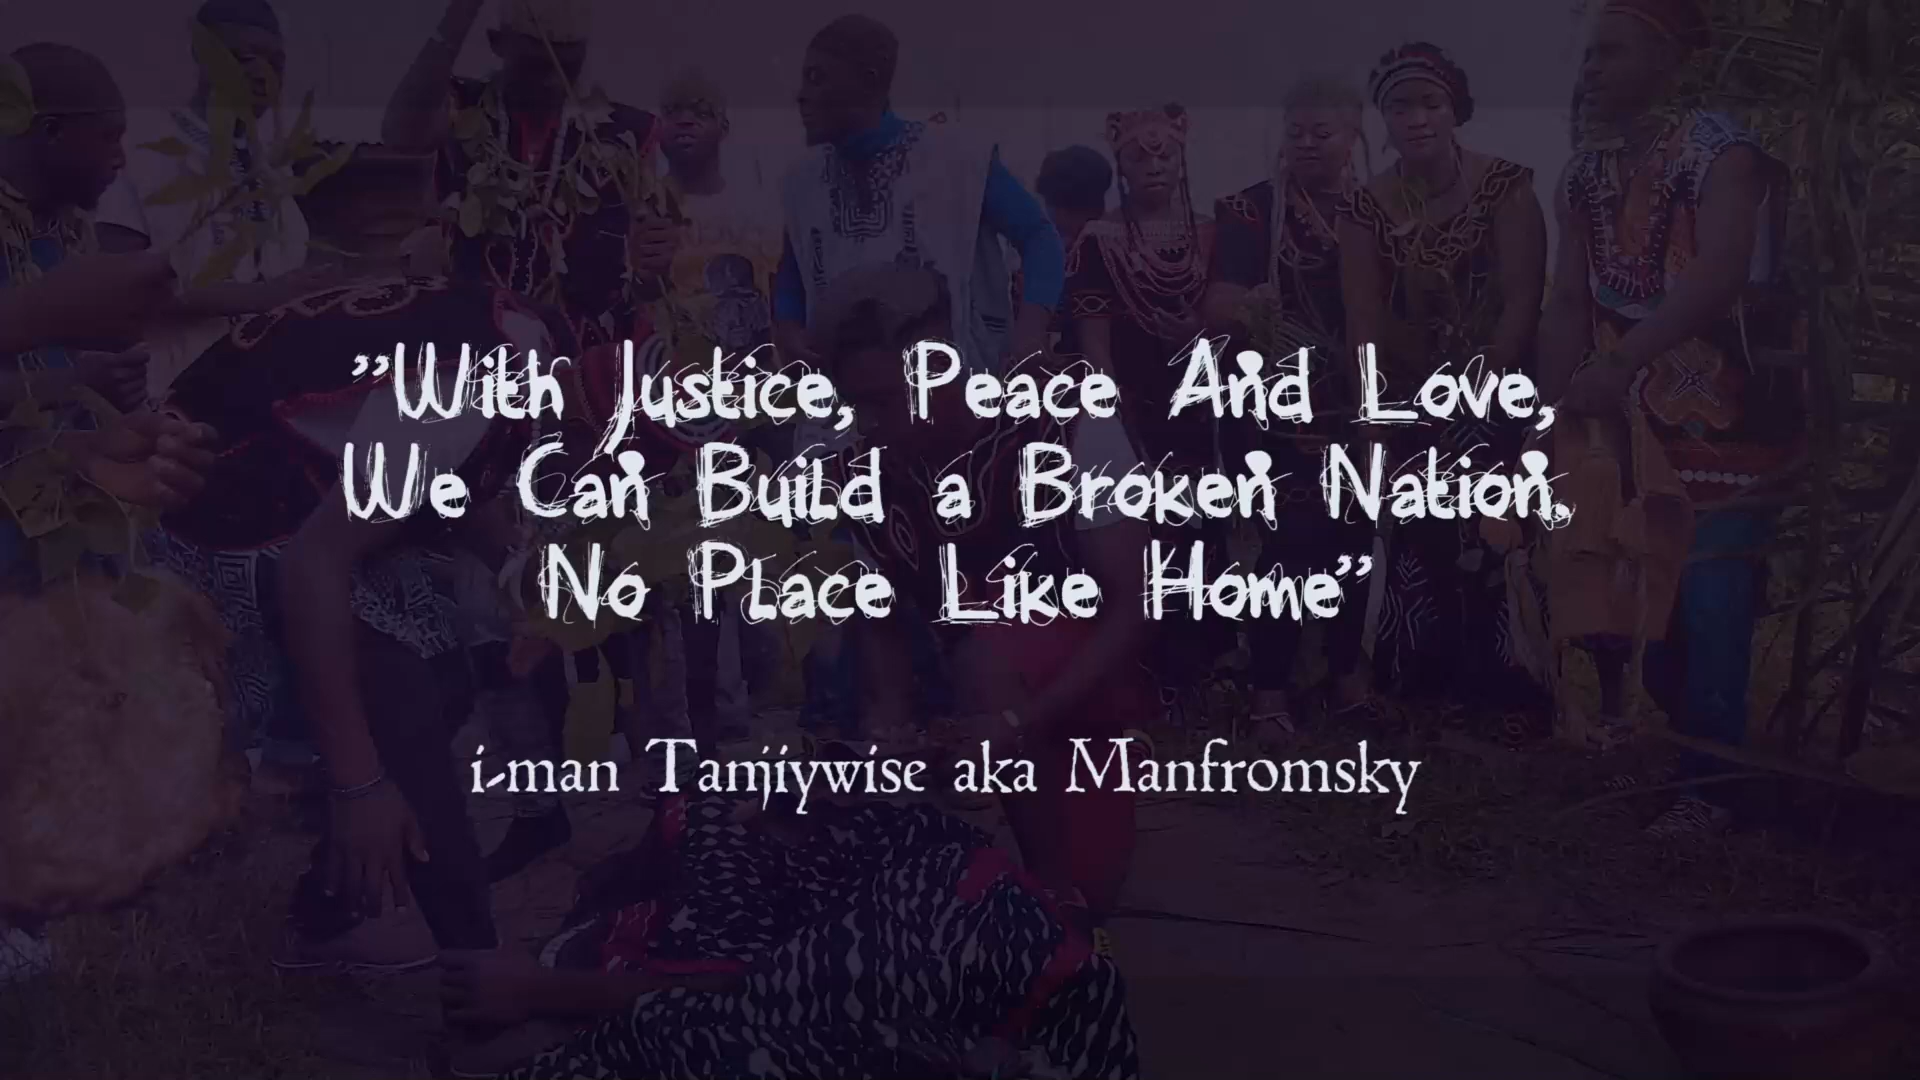 ”With Justice, Peace And Love,
We Can Build a Broken Nation.
No Place Like Home”
i-man Tamjiywise aka Manfromsky